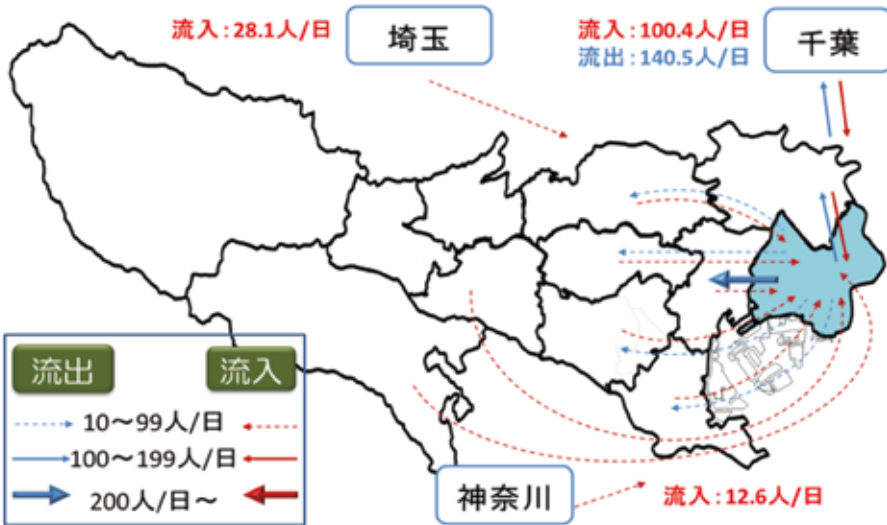 流入:28.1人/日
埼玉
流入:100.4人/日
流出:140.5人/日
千葉
流出
流入
10～99人/日
100～199人/日
200人/日～
神奈川
流入:12.6人/日